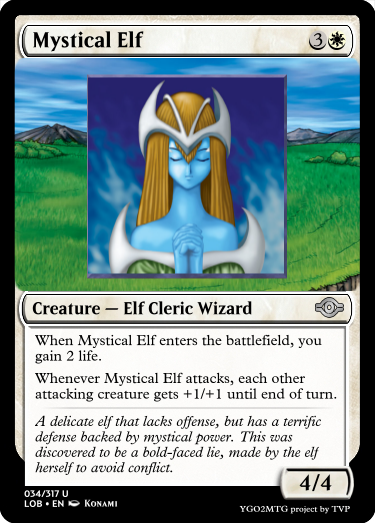 Mystical Elf 3
Creature — Elf Cleric Wizard
When Mystical Elf enters the battlefield, you
gain 2 life.
Whenever Mystical Elf attacks, each other
attacking creature gets +1/+1 until end of turn.
A delicate elf that lacks offense, but has a terrific
defense backed by mystical power. This was
discovered to be a bold-faced lie, made by the elf
herself to avoid conflict.
4/4
034/317 U
LOB • EN Konami
YGO2MTG project by TVP